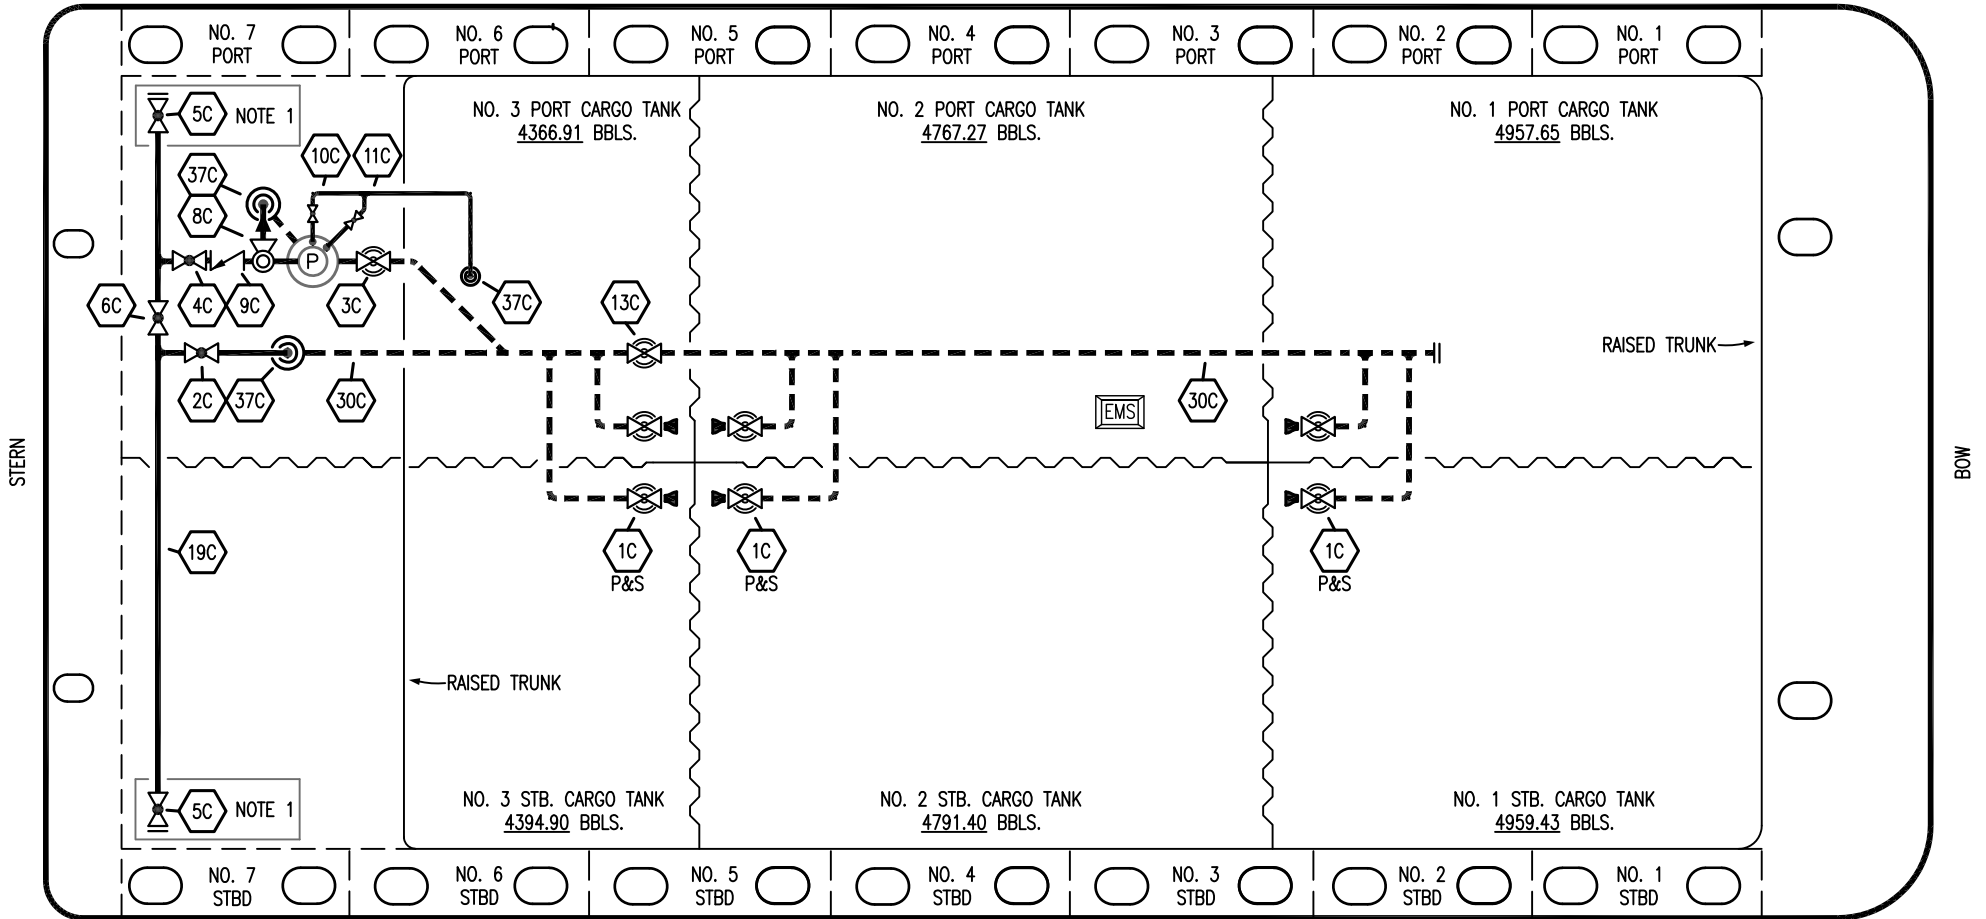 NO. 7
PORT
NO. 6
PORT
NO. 5
PORT
NO. 4
PORT
NO. 3
PORT
NO. 2
PORT
NO. 1
PORT
5C
NOTE 1
NO. 3 PORT CARGO TANK
4366.91 BBLS.
NO. 2 PORT CARGO TANK
4767.27 BBLS.
NO. 1 PORT CARGO TANK
4957.65 BBLS.
10C
11C
37C
8C
P
6C
4C
9C
3C
37C
13C
RAISED TRUNK
2C
37C
30C
EMS
30C
STERN
BOW
19C
1C
P&S
1C
P&S
1C
P&S
RAISED TRUNK
5C
NOTE 1
NO. 3 STB. CARGO TANK
4394.90 BBLS.
NO. 2 STB. CARGO TANK
4791.40 BBLS.
NO. 1 STB. CARGO TANK
4959.43 BBLS.
NO. 7
STBD
NO. 6
STBD
NO. 5
STBD
NO. 4
STBD
NO. 3
STBD
NO. 2
STBD
NO. 1
STBD